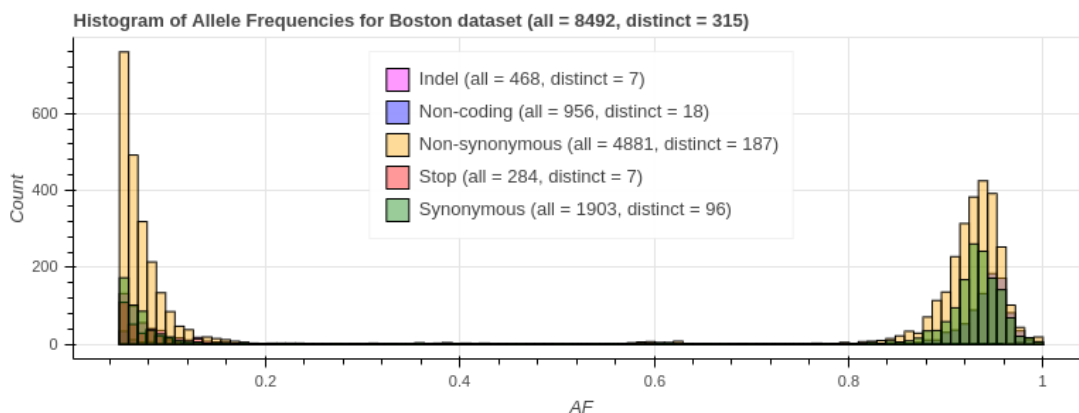 Histogram of Allele Frequencies for Boston dataset (all = 8492, distinct = 315)
Indel (all = 468, distinct = 7)
Non-coding (all = 956, distinct = 18)
Non-synonymous (all = 4881, distinct = 187)
Stop (all = 284, distinct = 7)
Synonymous (all = 1903, distinct = 96)
Count
600
400
200
0
0.2
0.4
0.6
0.8
1
AF